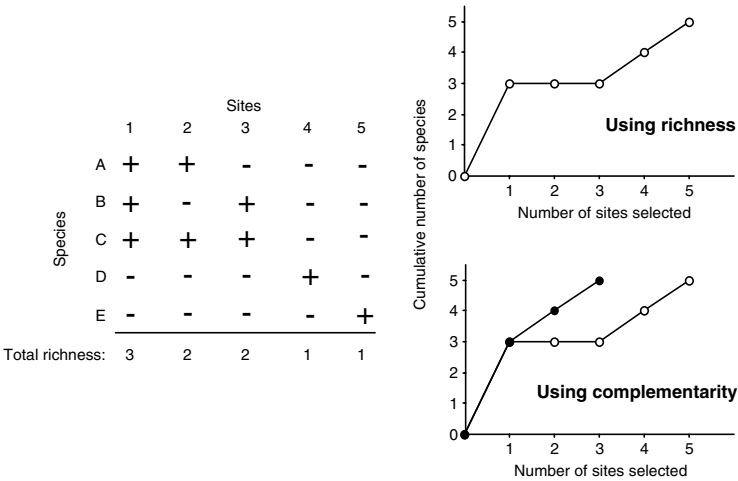 Sites
1 2 3 4 5
Species
A + + - - -
B + - + - -
C + + + - -
D - - - + -
E - - - - +
Total richness: 3 2 2 1 1
Cumulative number of species
5
4
3
2
1
0
1 2 3 4 5
Number of sites selected
Using richness
5
4
3
2
1
0
1 2 3 4 5
Number of sites selected
Using complementarity